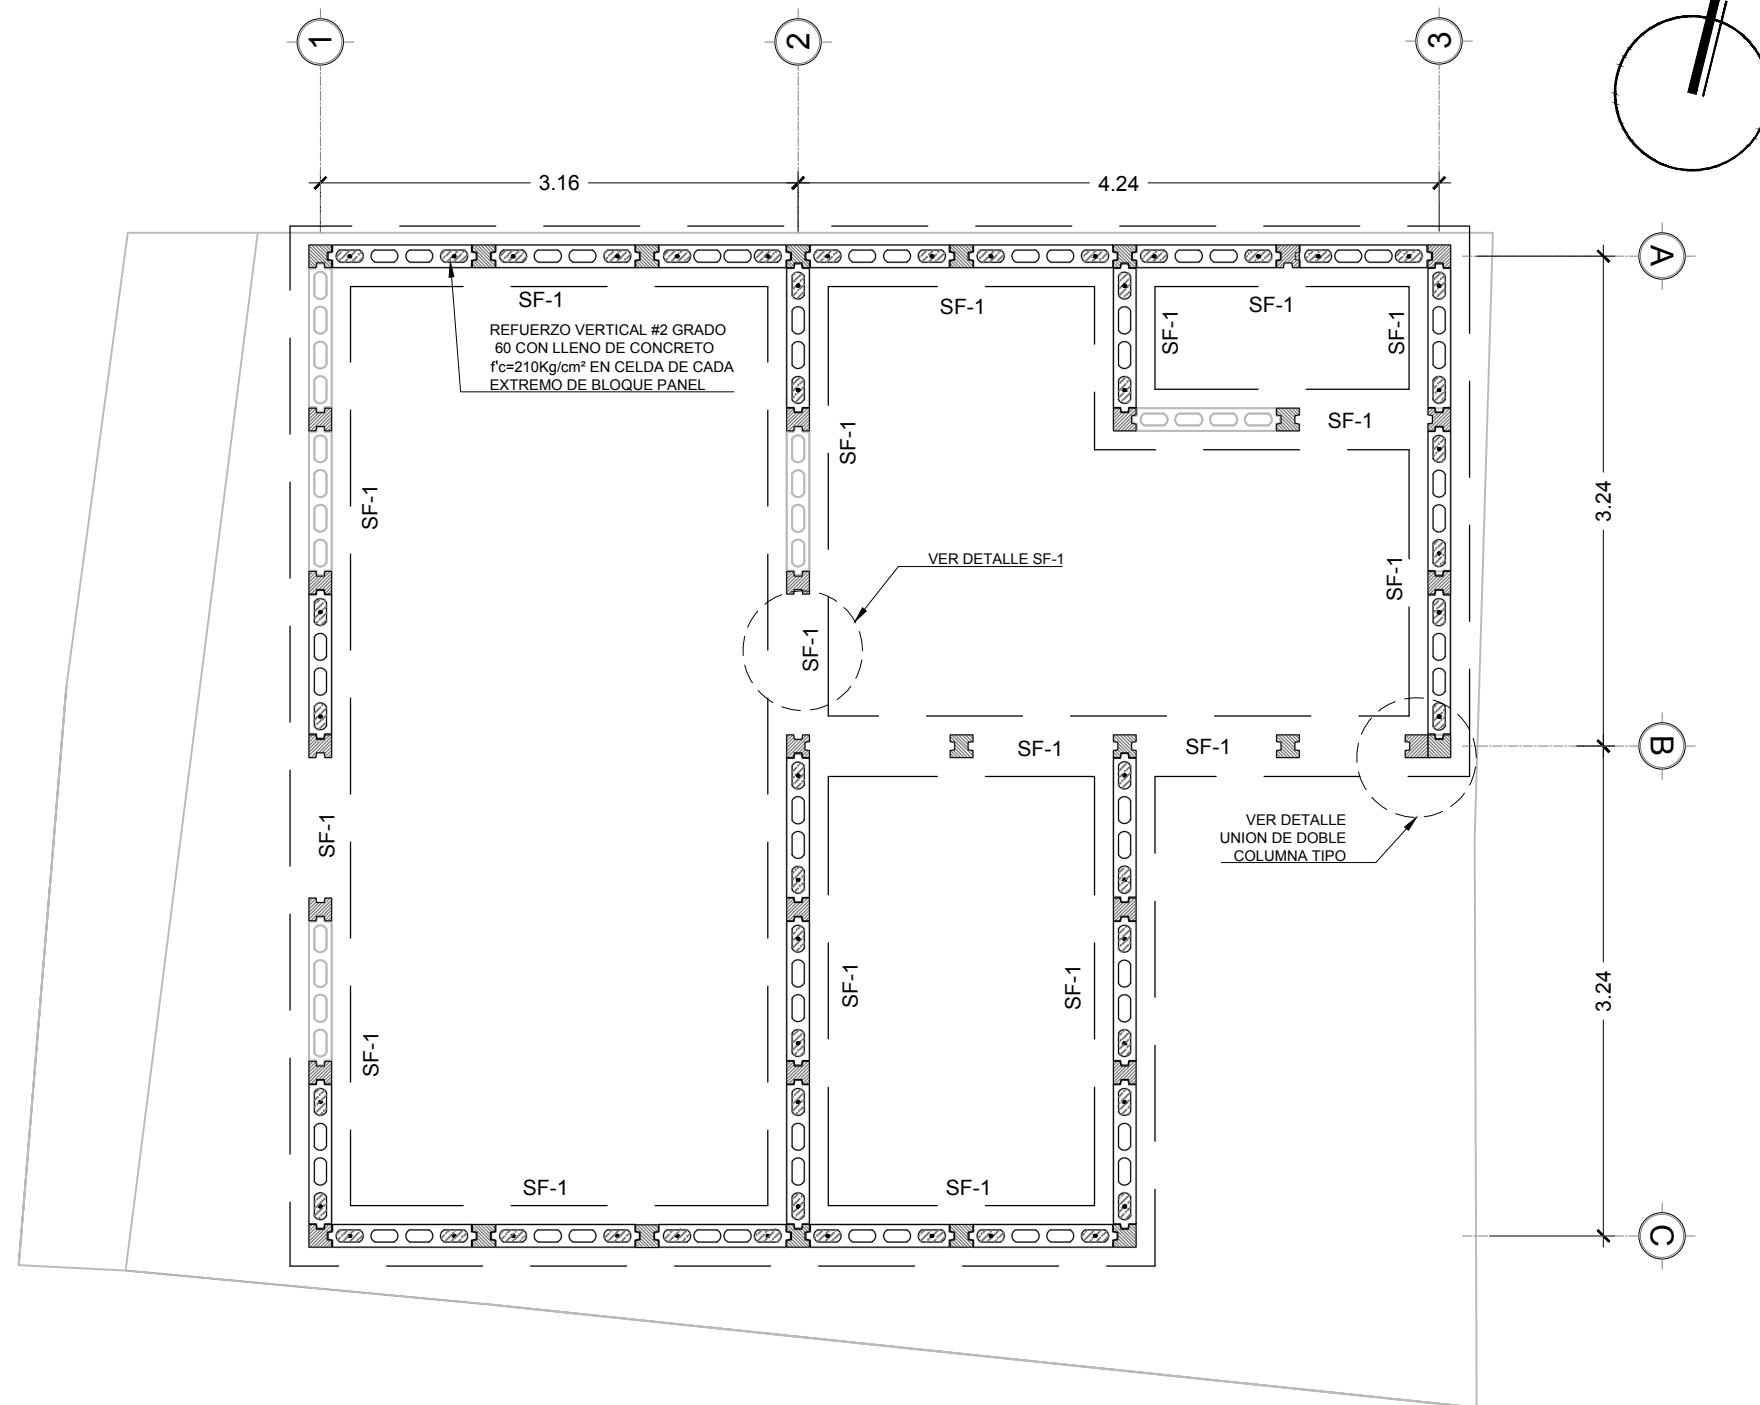 1
2
3
3.16
4.24
A
SF-1
SF-1
SF-1
REFUERZO VERTICAL #2 GRADO
60 CON LLENO DE CONCRETO
f'c=210Kg/cm² EN CELDA DE CADA
EXTREMO DE BLOQUE PANEL
SF-1
SF-1
SF-1
SF-1
SF-1
3.24
VER DETALLE SF-1
SF-1
SF-1
SF-1
SF-1
B
SF-1
VER DETALLE
UNION DE DOBLE
COLUMNA TIPO
SF-1
SF-1
3.24
SF-1
SF-1
SF-1
C